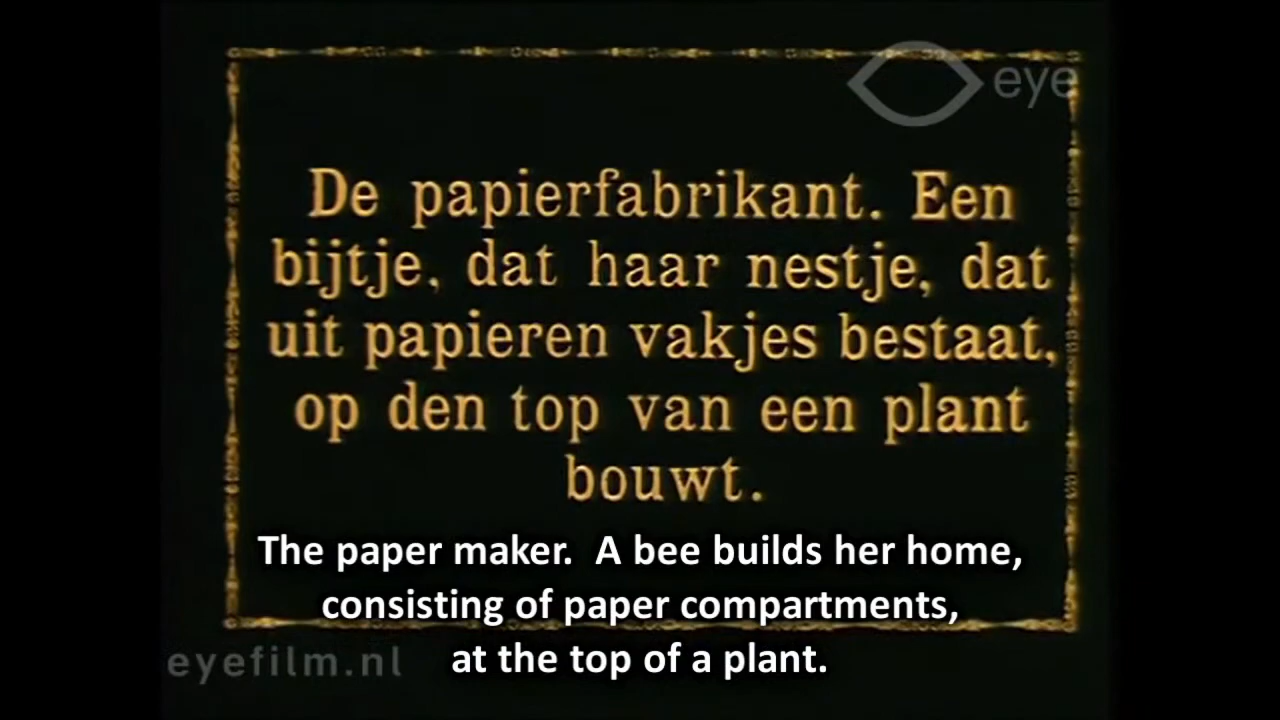 eye
De papierfabrikant. Een
bijtje, dat haar nestje, dat
uit papieren vakjes bestaat,
op den top van een plant
bouwt.
The paper maker. A bee builds her home,
consisting of paper compartments,
at the top of a plant.
eyefilm.nl